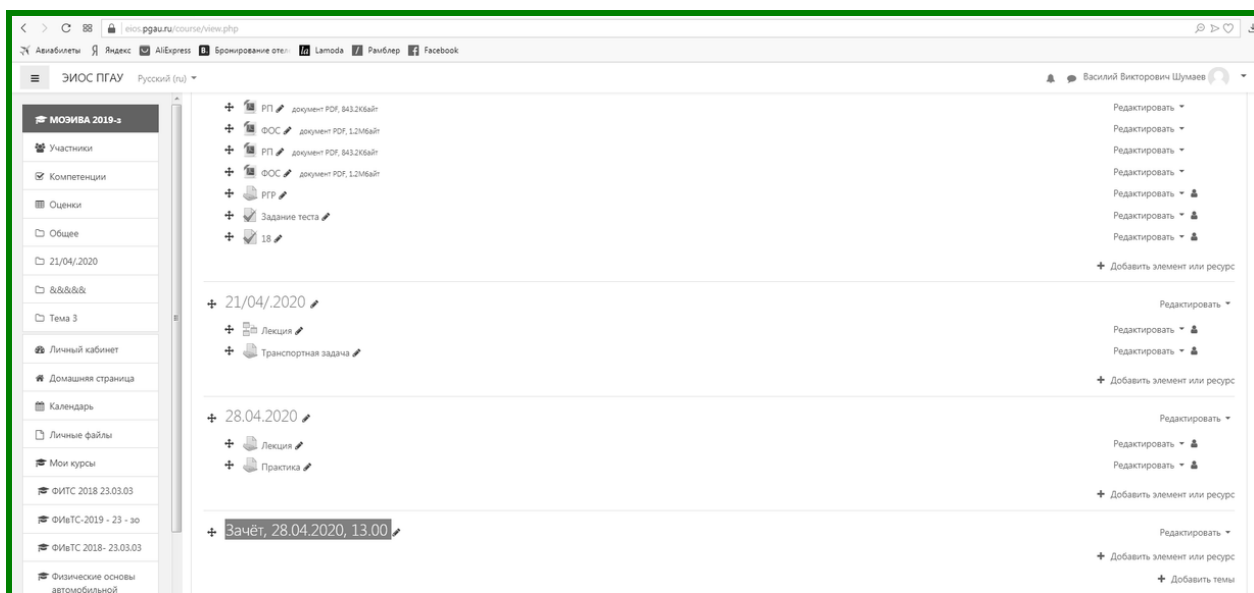 eios.pgau.ru/course/view.php
Авиабилеты Яндекс AliExpress Бронирование отел Lamoda Рамблер Facebook
ЭИОС ПГАУ Русский (ru) Василий Викторович Шумаев
МОЭИВА 2019-з
Участники
Компетенции
Оценки
Общее
21/04/.2020
&&&&&
Тема 3
Личный кабинет
Домашняя страница
Календарь
Личные файлы
Мои курсы
ФИТС 2018 23.03.03
ФИвТС-2019 - 23 - зо
ФИвТС 2018- 23.03.03
Физические основы
автомобильной
РП документ PDF, 843.2Кбайт Редактировать
ФОС документ PDF, 1.2Мбайт Редактировать
РП документ PDF, 843.2Кбайт Редактировать
ФОС документ PDF, 1.2Мбайт Редактировать
РГР Редактировать
Задание теста Редактировать
18 Редактировать
Добавить элемент или ресурс
21/04/.2020 Редактировать
Лекция Редактировать
Транспортная задача Редактировать
Добавить элемент или ресурс
28.04.2020 Редактировать
Лекция Редактировать
Практика Редактировать
Добавить элемент или ресурс
Зачёт, 28.04.2020, 13.00 Редактировать
Добавить элемент или ресурс
Добавить темы